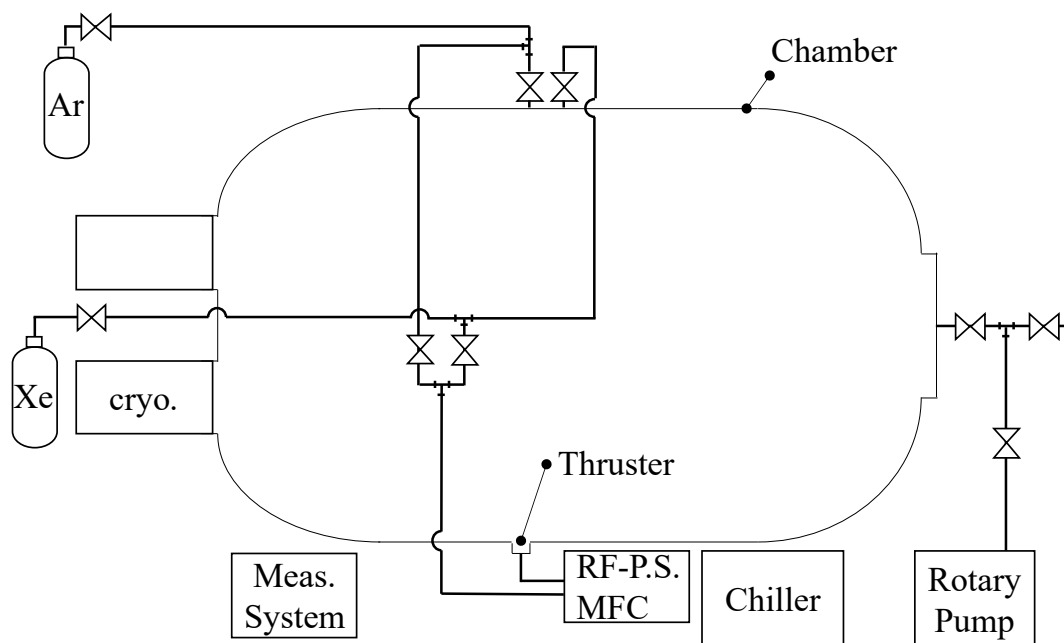 Chamber
Ar
Xe
cryo.
Thruster
Meas.
System
RF-P.S.
MFC
Chiller
Rotary
Pump